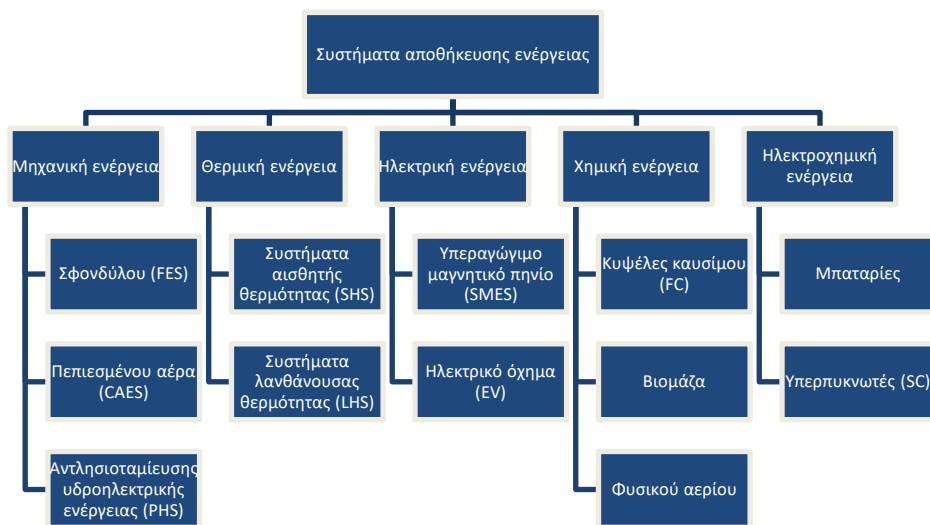 Συστήματα αποθήκευσης ενέργειας
Μηχανική ενέργεια
Θερμική ενέργεια
Ηλεκτρική ενέργεια
Χημική ενέργεια
Ηλεκτροχημική
ενέργεια
Σφονδύλου (FES)
Συστήματα
αισθητής
θερμότητας (SHS)
Υπεραγώγιμο
μαγνητικό πηνίο
(SMES)
Κυψέλες καυσίμου
(FC)
Μπαταρίες
Πεπιεσμένου αέρα
(CAES)
Συστήματα
λανθάνουσας
θερμότητας (LHS)
Ηλεκτρικό όχημα
(EV)
Βιομάζα
Υπερπυκνωτές (SC)
Αντλησιοταμίευσης
υδροηλεκτρικής
ενέργειας (PHS)
Φυσικού αερίου